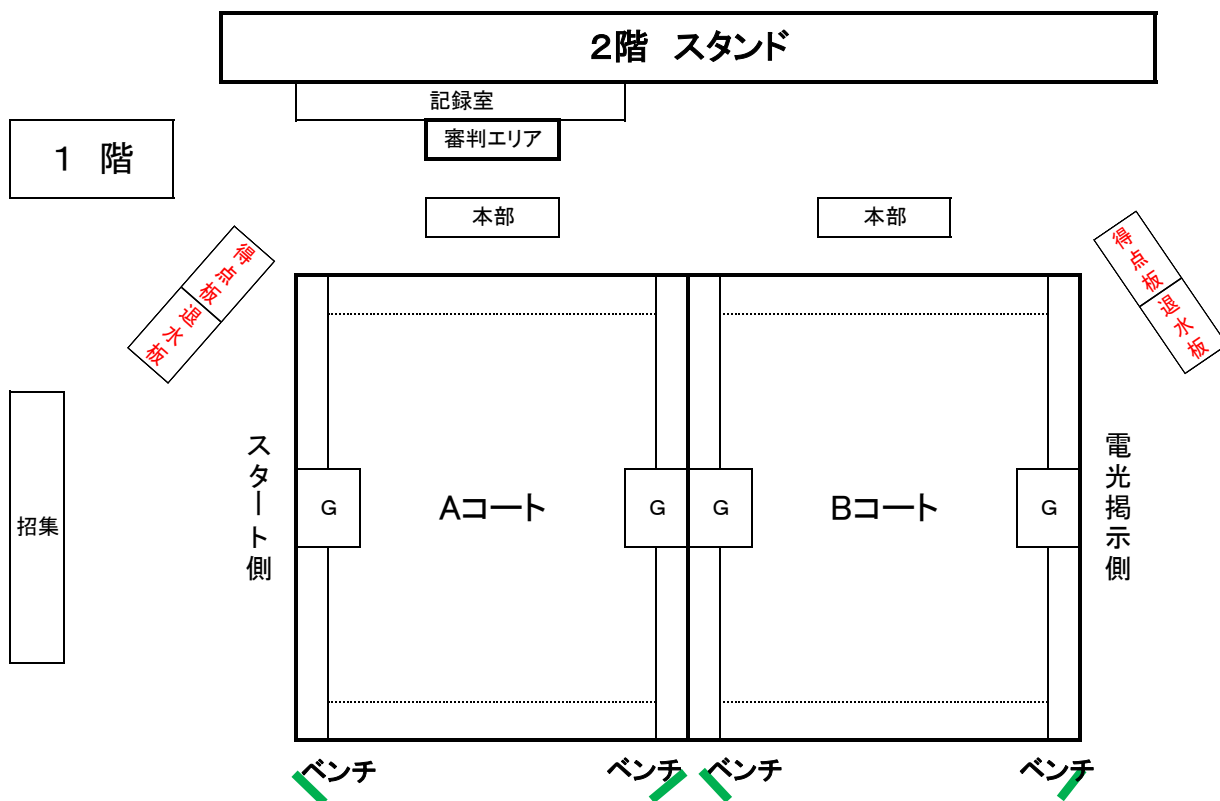 ２階　スタンド
記録室
審判エリア
１　階
本部
本部
得点板
退水板
得点板
退水板
スタート側
電光掲示側
招集
G
Aコート
G
G
Bコート
G
ベンチ
ベンチ
ベンチ
ベンチ